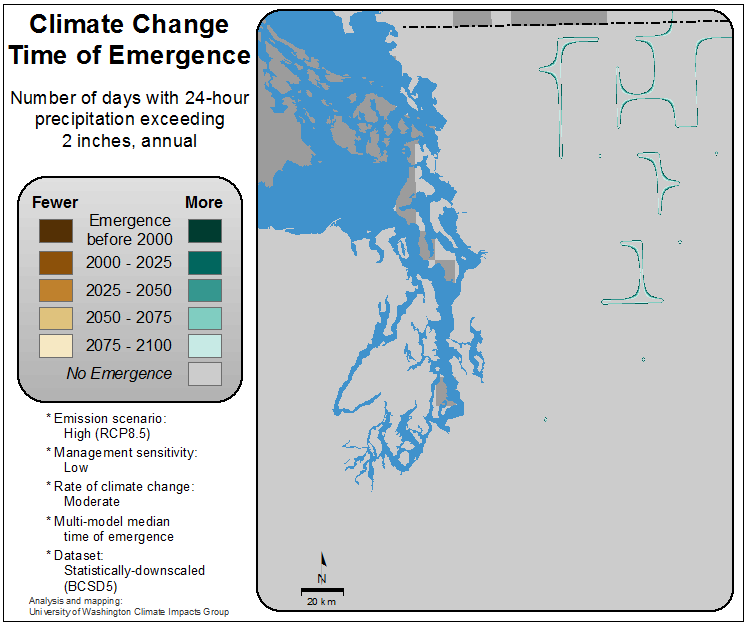 Climate Change
Time of Emergence
Number of days with 24-hour
precipitation exceeding
2 inches, annual
Fewer More
Emergence
before 2000
2000 - 2025
2025 - 2050
2050 - 2075
2075 - 2100
No Emergence
* Emission scenario:
High (RCP8.5)
* Management sensitivity:
Low
* Rate of climate change:
Moderate
* Multi-model median
time of emergence
* Dataset:
Statistically-downscaled
(BCSD5)
Analysis and mapping:
University of Washington Climate Impacts Group
N
20 km